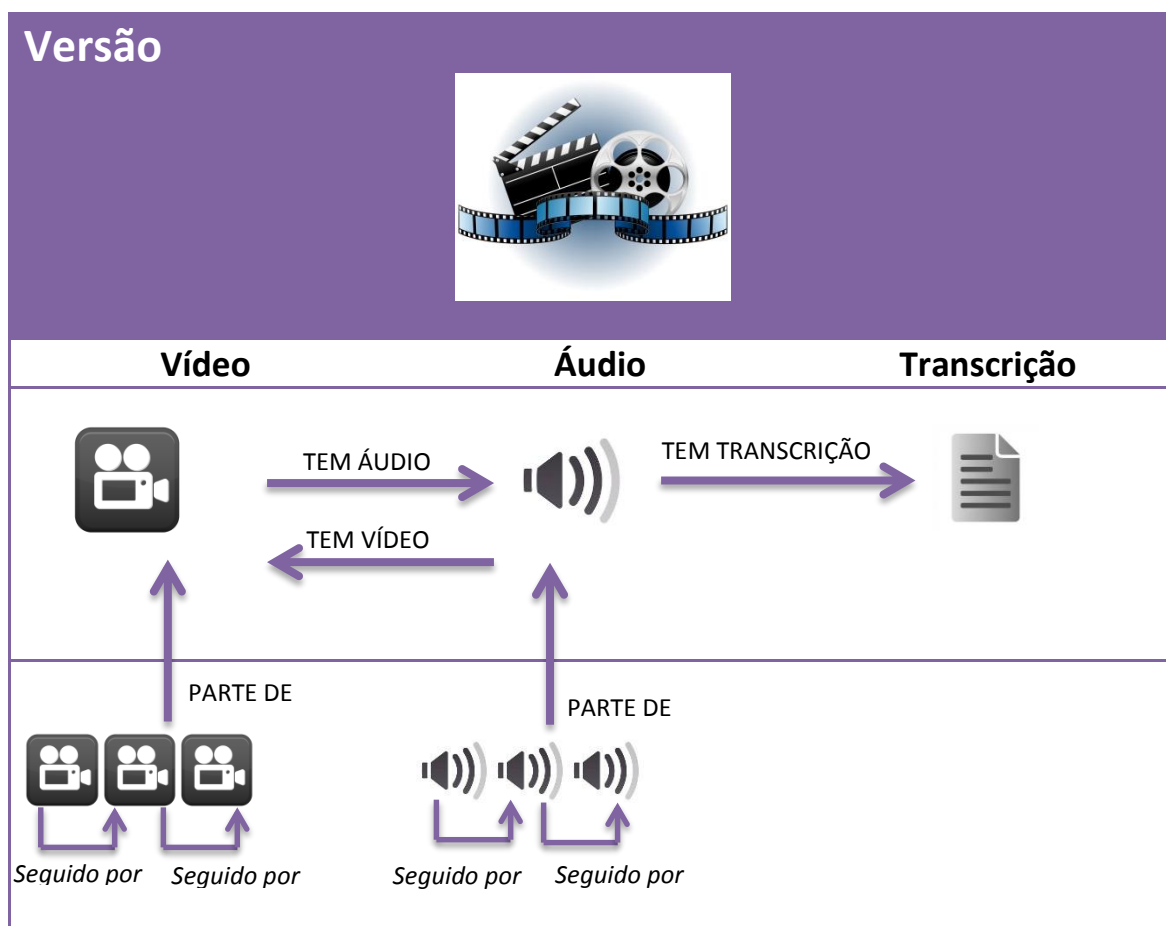 Versão
Vídeo Áudio Transcrição
TEM ÁUDIO
TEM TRANSCRIÇÃO
TEM VÍDEO
PARTE DE
PARTE DE
Seguido por Seguido por Seguido por Seguido por